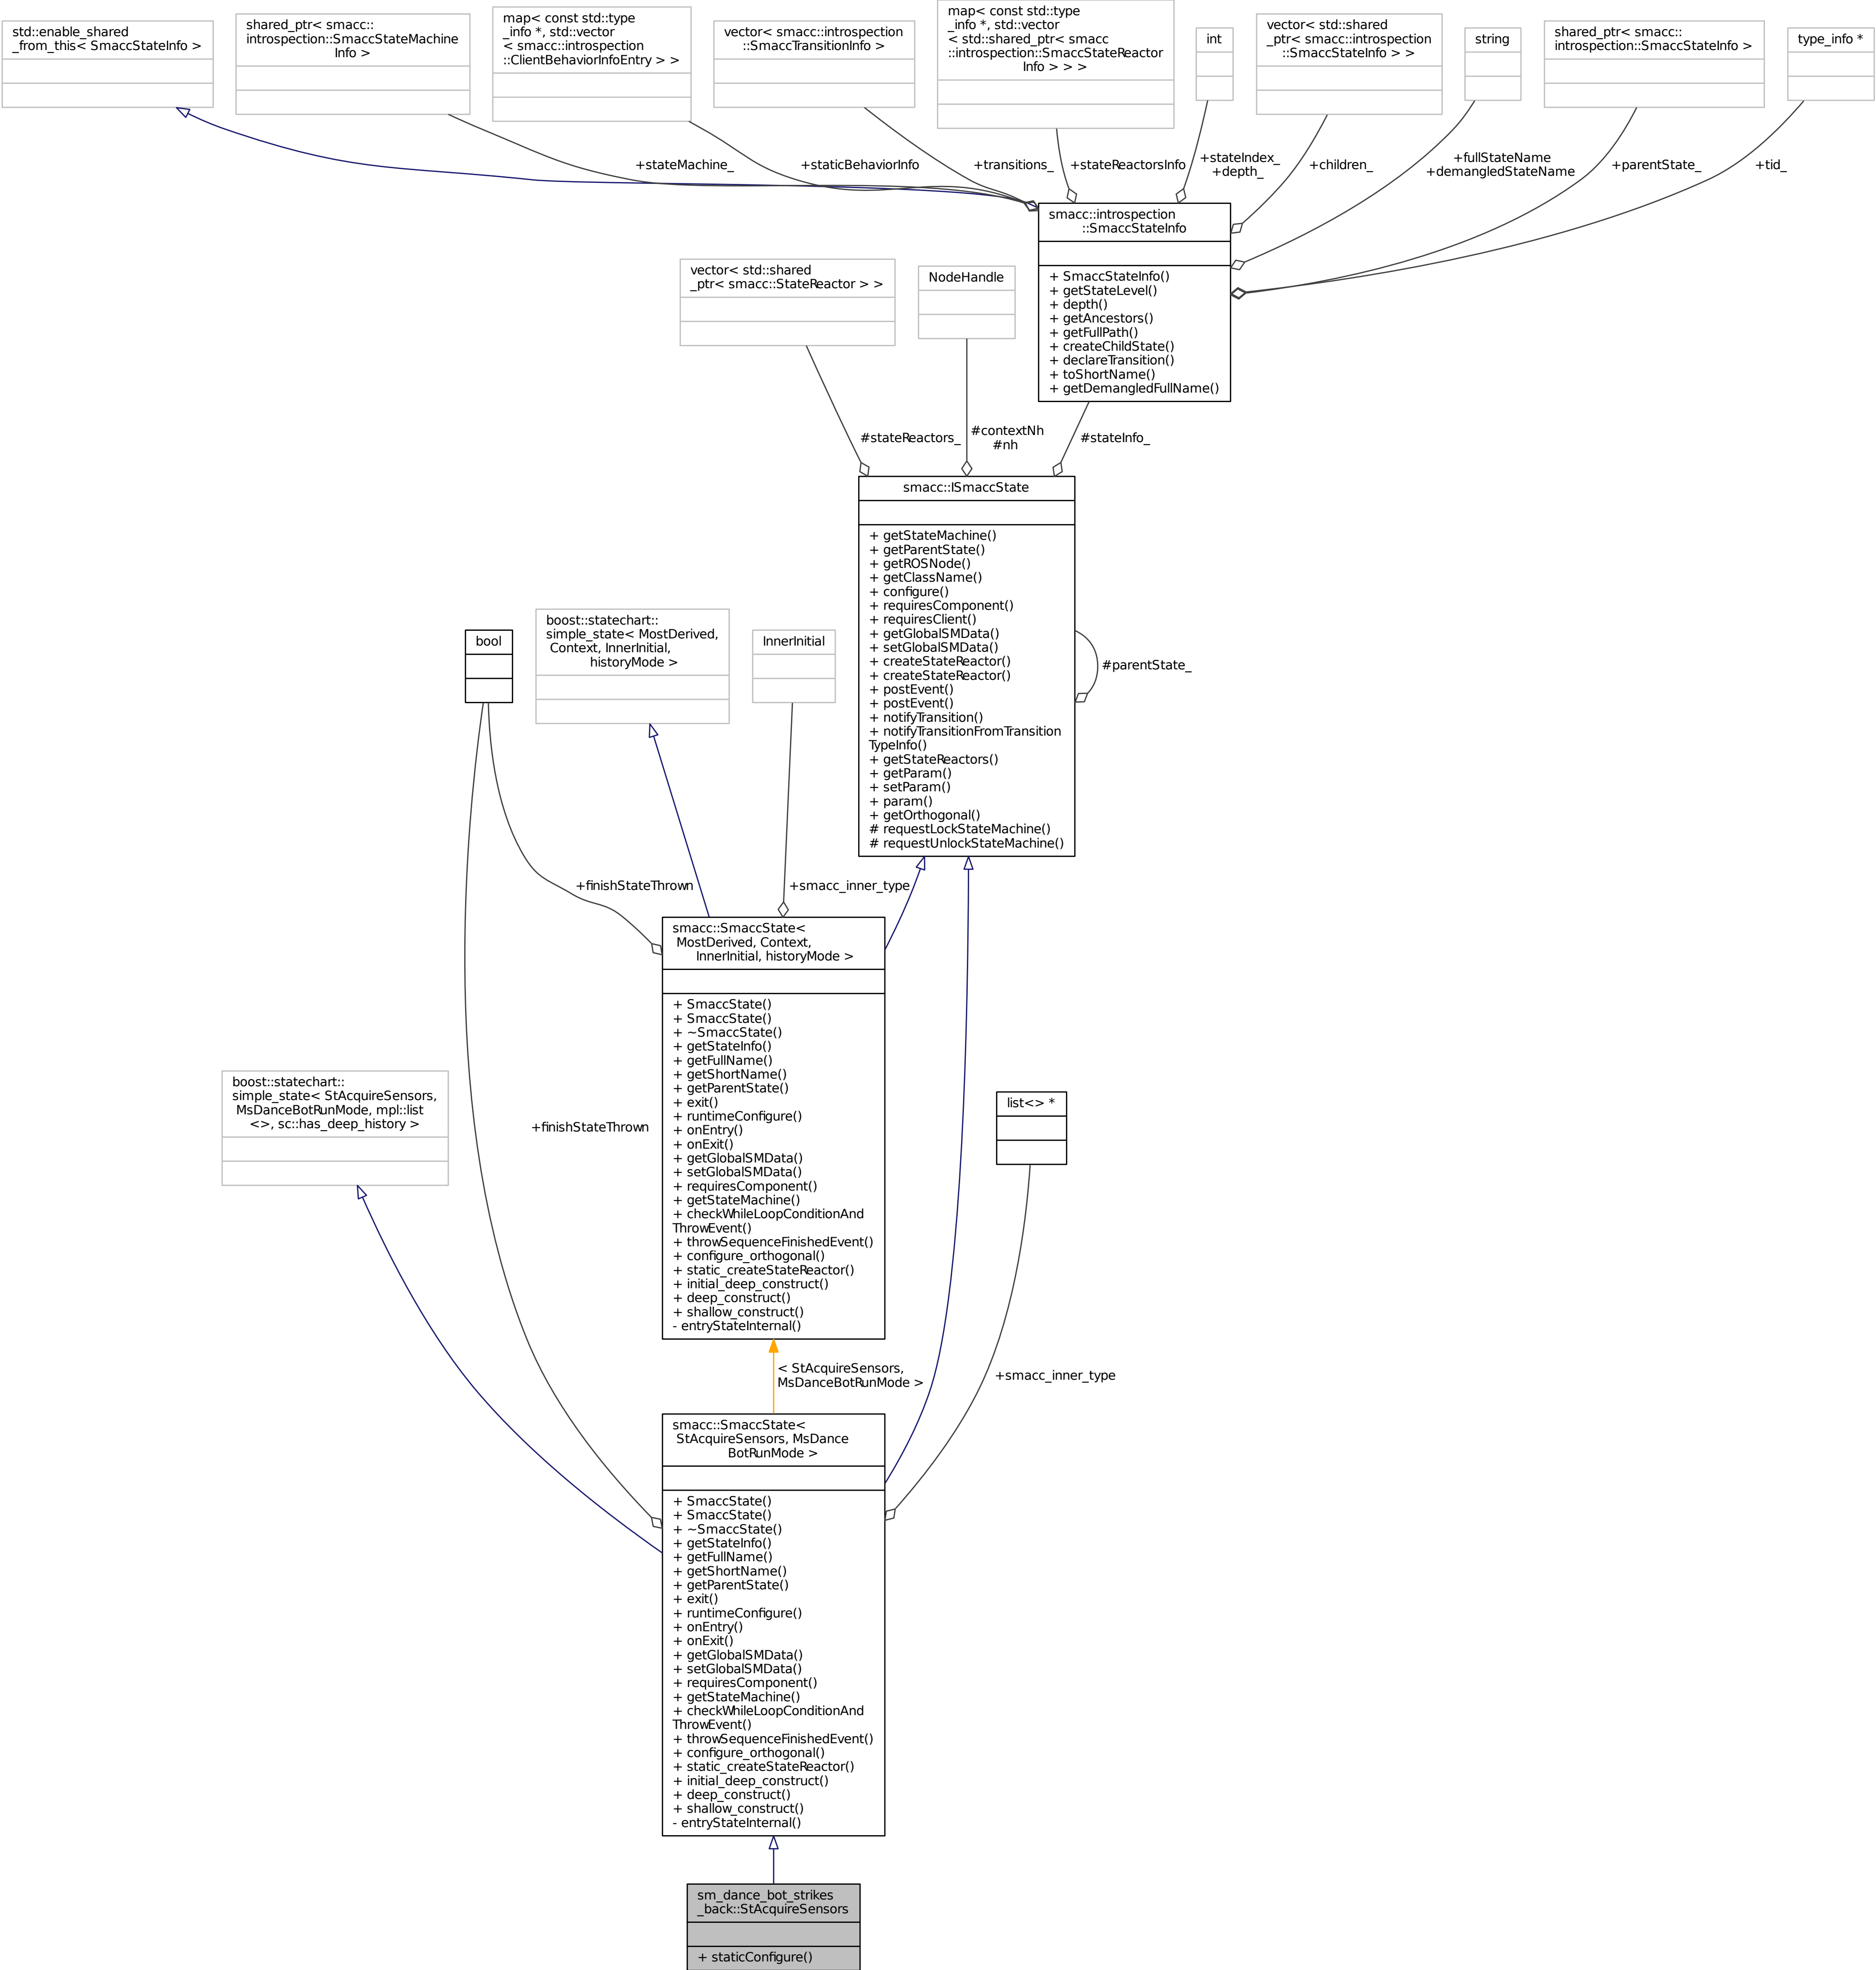 std::enable_shared
_from_this< SmaccStateInfo >
shared_ptr< smacc::
introspection::SmaccStateMachine
Info >
map< const std::type
_info *, std::vector
< smacc::introspection
::ClientBehaviorInfoEntry > >
vector< smacc::introspection
::SmaccTransitionInfo >
map< const std::type
_info *, std::vector
< std::shared_ptr< smacc
::introspection::SmaccStateReactor
Info > > >
int
vector< std::shared
_ptr< smacc::introspection
::SmaccStateInfo > >
string
shared_ptr< smacc::
introspection::SmaccStateInfo >
type_info *
+stateMachine_
+staticBehaviorInfo
+transitions_
+stateReactorsInfo
+stateIndex_
+depth_
+children_
+fullStateName
+demangledStateName
+parentState_
+tid_
smacc::introspection
::SmaccStateInfo
+ SmaccStateInfo()
+ getStateLevel()
+ depth()
+ getAncestors()
+ getFullPath()
+ createChildState()
+ declareTransition()
+ toShortName()
+ getDemangledFullName()
vector< std::shared
_ptr< smacc::StateReactor > >
NodeHandle
#stateReactors_
#contextNh
#nh
#stateInfo_
smacc::ISmaccState
+ getStateMachine()
+ getParentState()
+ getROSNode()
+ getClassName()
+ configure()
+ requiresComponent()
+ requiresClient()
+ getGlobalSMData()
+ setGlobalSMData()
+ createStateReactor()
+ createStateReactor()
+ postEvent()
+ postEvent()
+ notifyTransition()
+ notifyTransitionFromTransition
TypeInfo()
+ getStateReactors()
+ getParam()
+ setParam()
+ param()
+ getOrthogonal()
# requestLockStateMachine()
# requestUnlockStateMachine()
#parentState_
bool
boost::statechart::
simple_state< MostDerived,
Context, InnerInitial,
historyMode >
InnerInitial
+finishStateThrown
+smacc_inner_type
smacc::SmaccState<
MostDerived, Context,
InnerInitial, historyMode >
+ SmaccState()
+ SmaccState()
+ ~SmaccState()
+ getStateInfo()
+ getFullName()
+ getShortName()
+ getParentState()
+ exit()
+ runtimeConfigure()
+ onEntry()
+ onExit()
+ getGlobalSMData()
+ setGlobalSMData()
+ requiresComponent()
+ getStateMachine()
+ checkWhileLoopConditionAnd
ThrowEvent()
+ throwSequenceFinishedEvent()
+ configure_orthogonal()
+ static_createStateReactor()
+ initial_deep_construct()
+ deep_construct()
+ shallow_construct()
- entryStateInternal()
boost::statechart::
simple_state< StAcquireSensors,
MsDanceBotRunMode, mpl::list
<>, sc::has_deep_history >
+finishStateThrown
list<> *
< StAcquireSensors,
MsDanceBotRunMode >
+smacc_inner_type
smacc::SmaccState<
StAcquireSensors, MsDance
BotRunMode >
+ SmaccState()
+ SmaccState()
+ ~SmaccState()
+ getStateInfo()
+ getFullName()
+ getShortName()
+ getParentState()
+ exit()
+ runtimeConfigure()
+ onEntry()
+ onExit()
+ getGlobalSMData()
+ setGlobalSMData()
+ requiresComponent()
+ getStateMachine()
+ checkWhileLoopConditionAnd
ThrowEvent()
+ throwSequenceFinishedEvent()
+ configure_orthogonal()
+ static_createStateReactor()
+ initial_deep_construct()
+ deep_construct()
+ shallow_construct()
- entryStateInternal()
sm_dance_bot_strikes
_back::StAcquireSensors
+ staticConfigure()